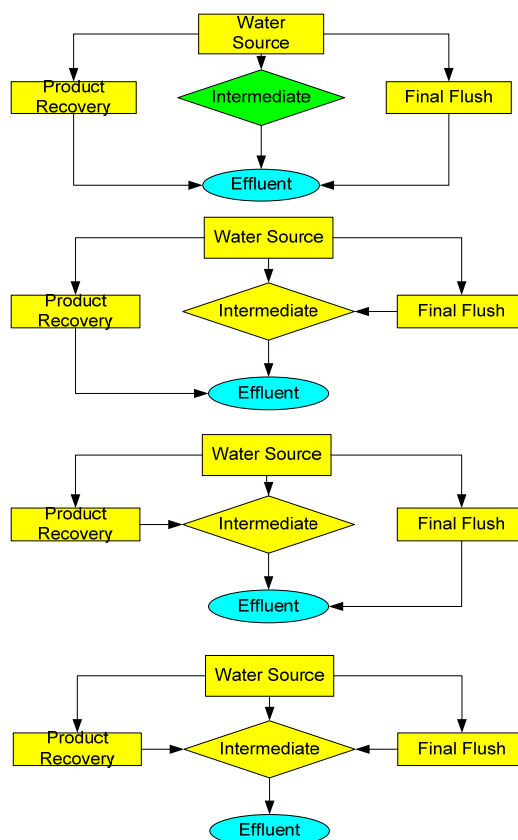 Water
Source
Product
Recovery
Intermediate
Final Flush
Effluent
Water Source
Product
Recovery
Intermediate
Final Flush
Effluent
Water Source
Product
Recovery
Intermediate
Final Flush
Effluent
Water Source
Product
Recovery
Intermediate
Final Flush
Effluent